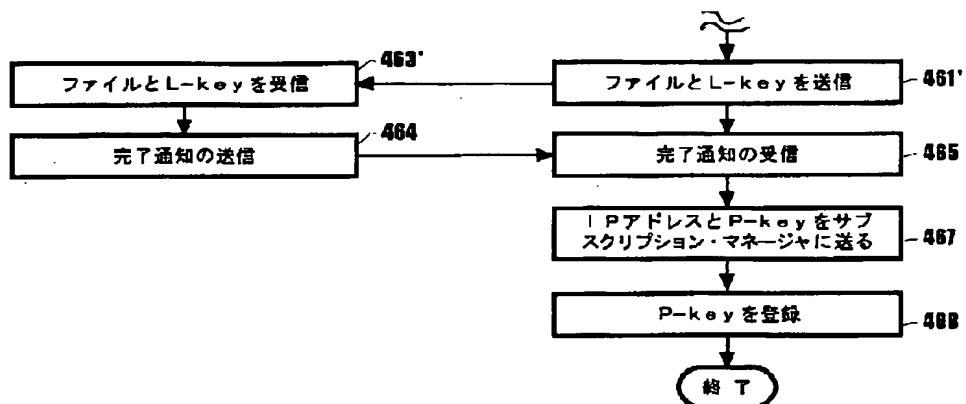 463'
ファイルとL-keyを受信
ファイルとL-keyを送信
461'
464
完了通知の送信
完了通知の受信
465
IPアドレスとP-keyをサブ
スクリプション・マネージャに送る
467
P-keyを登録
468
終 了